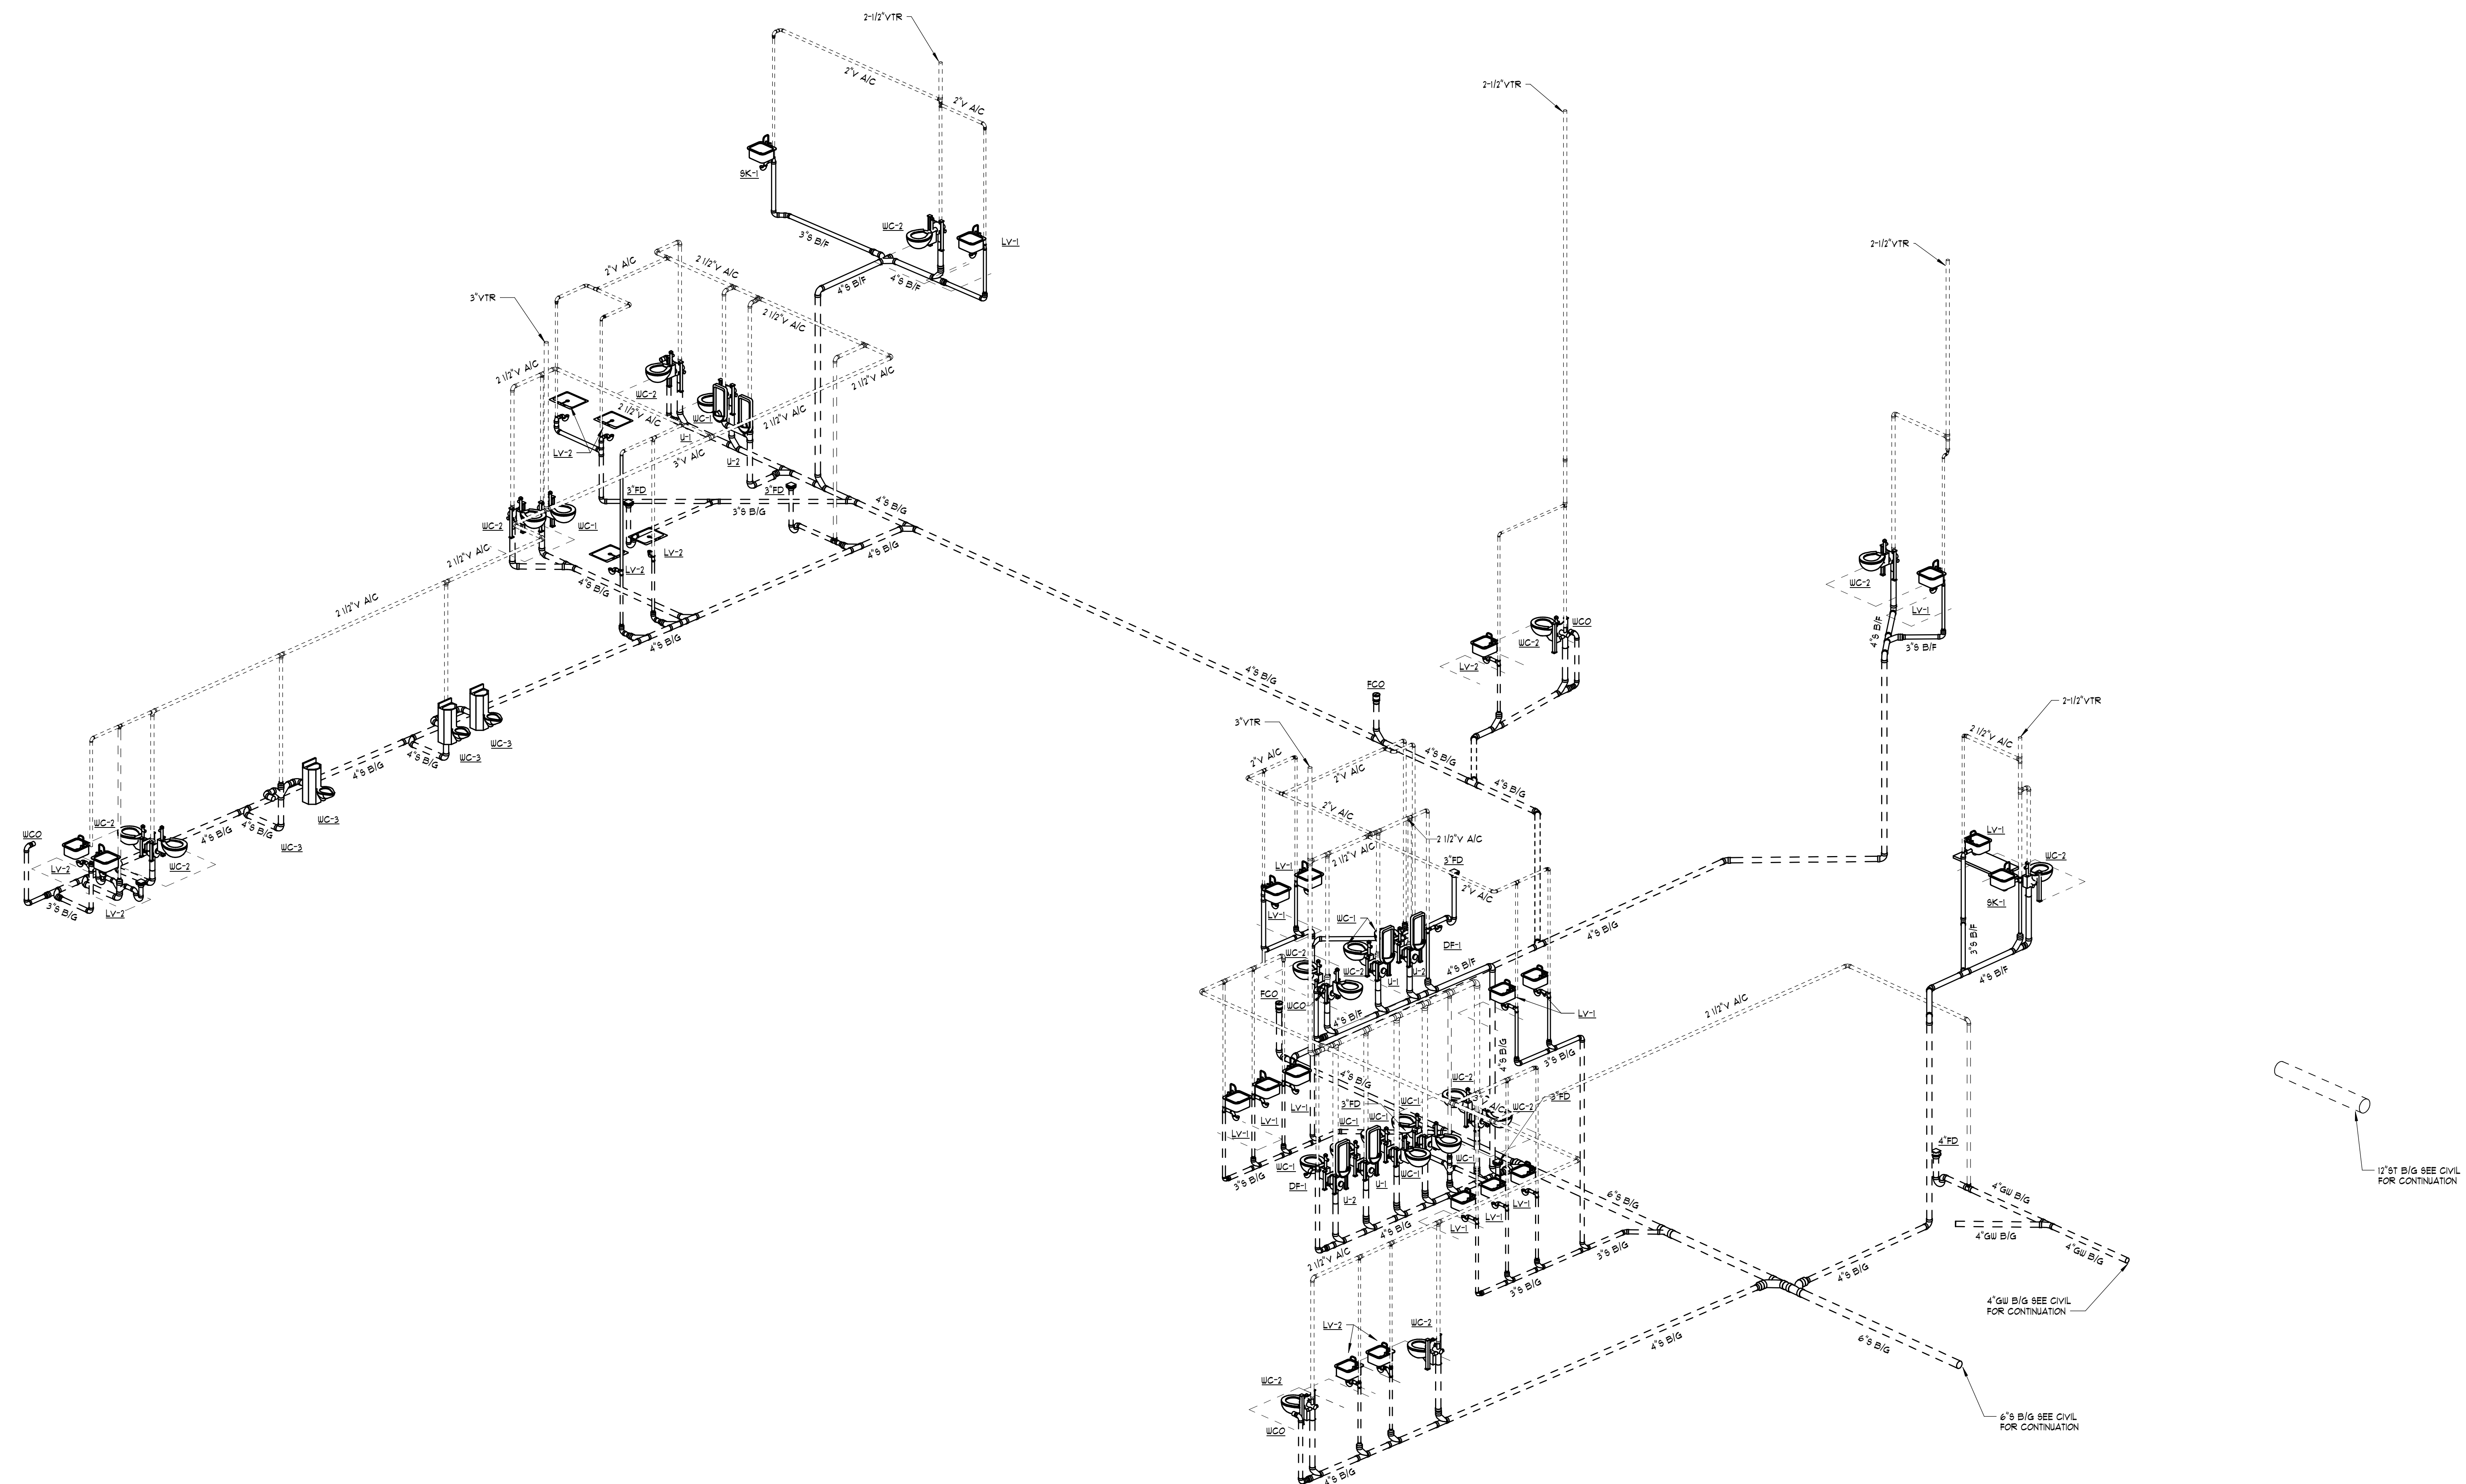 2-1/2"VTR
2"V A/C
2"V A/C
2-1/2"VTR
SK-1
WC-2
LV-1
3"S B/F
4"S B/F
4"S B/F
2-1/2"VTR
2"V A/C
2 1/2"V A/C
3"VTR
2 1/2"V A/C
2 1/2"V A/C
2 1/2"V A/C
WC-2
2 1/2"V A/C
WC-1
2 1/2"V A/C
U-1
LV-2
3"V A/C
U-2
3"FD
3"FD
4"S B/G
3"S B/G
WC-2
WC-1
2 1/2"V A/C
LV-2
LV-2
4"S B/G
4"S B/G
4"S B/G
2 1/2"V A/C
WC-2
LV-1
4"S B/F
3"S B/F
WCO
WC-2
LV-2
4"S B/G
FCO
3"VTR
2-1/2"VTR
2 1/2"V A/C
WC-3
WC-3
4"S B/G
4"S B/G
WC-3
WC-3
4"S B/G
4"S B/G
WCO
WC-2
WC-2
LV-2
LV-2
3"S B/G
4"S B/G
4"S B/G
2"V A/C
2"V A/C
2"V A/C
2 1/2"V A/C
2 1/2"V A/C
3"FD
2"V A/C
LV-1
LV-1
WC-1
DF-1
4"S B/G
LV-1
WC-2
SK-1
3"S B/F
4"S B/F
WC-2
WC-2
U-1
U-2
4"S B/F
FCO
WCO
4"S B/F
LV-1
2 1/2"V A/C
4"S B/G
3"S B/G
4"S B/G
WC-2
3"V A/C
WC-2
3"FD
3"FD
WC-1
WC-1
WC-1
LV-1
LV-1
LV-1
3"S B/G
WC-1
DF-1
U-2
U-1
WC-1
WC-1
LV-1
LV-1
LV-1
4"S B/G
6"S B/G
3"S B/G
3"S B/G
2 1/2"V A/C
4"FD
4"GW B/G
4"GW B/G
4"GW B/G
4"S B/G
12"ST B/G SEE CIVIL
FOR CONTINUATION
4"GW B/G SEE CIVIL
FOR CONTINUATION
LV-2
WC-2
4"S B/G
6"S B/G
WC-2
WCO
4"S B/G
6"S B/G SEE CIVIL
FOR CONTINUATION